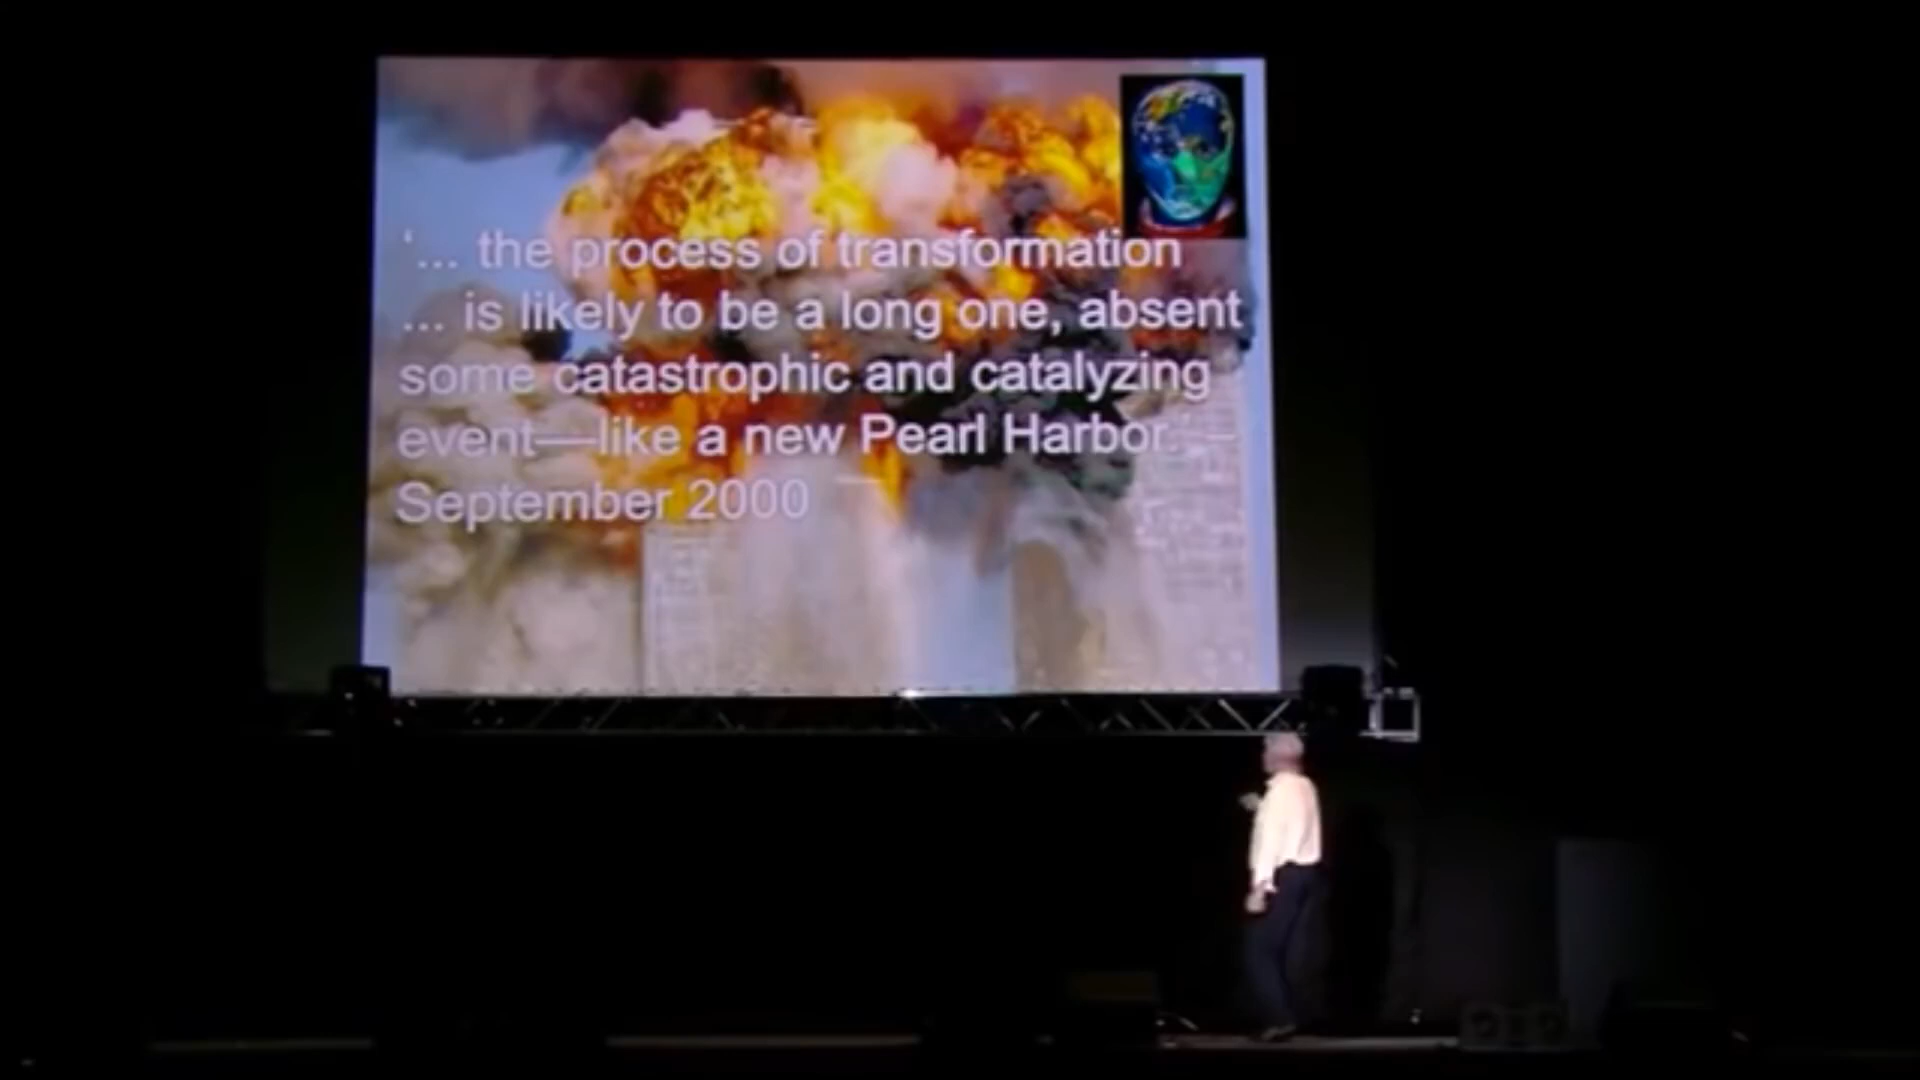 ‘... the process of transformation
... is likely to be a long one, absent
some catastrophic and catalyzing
event—like a new Pearl Harbor.’
September 2000